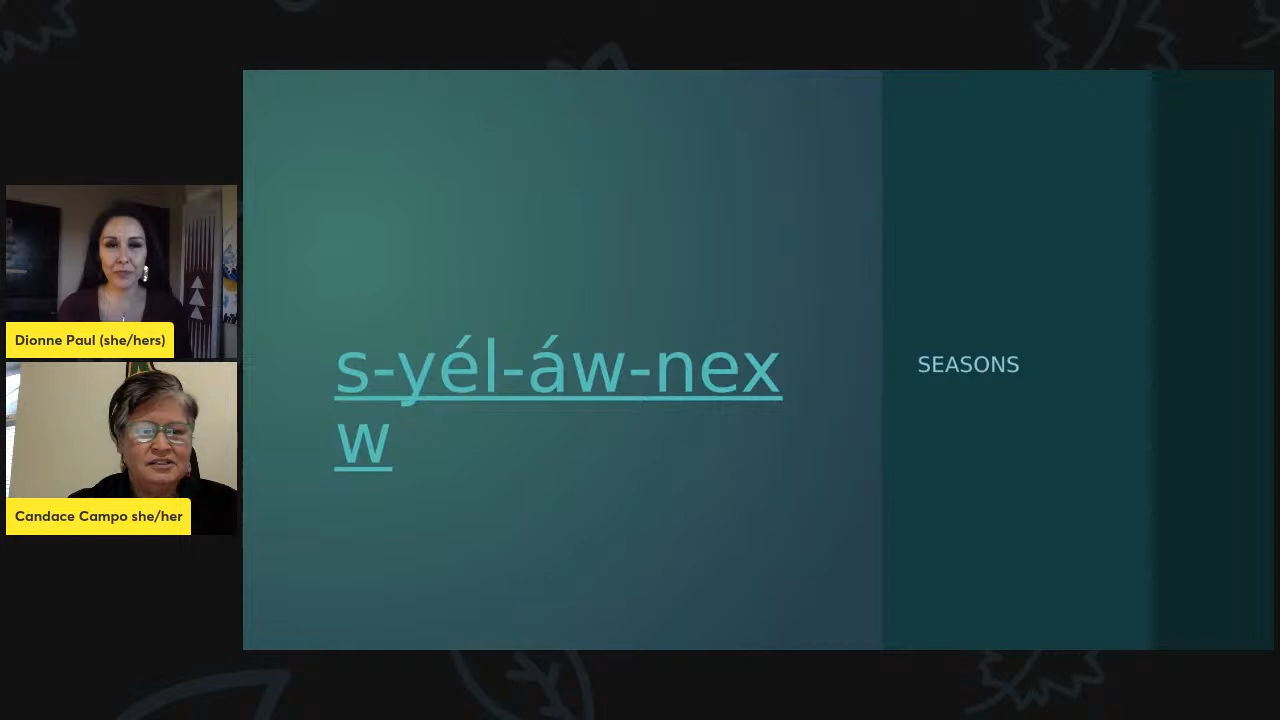 Dionne Paul (she/hers)
Candace Campo she/her
s-yél-áw-nex
w
SEASONS